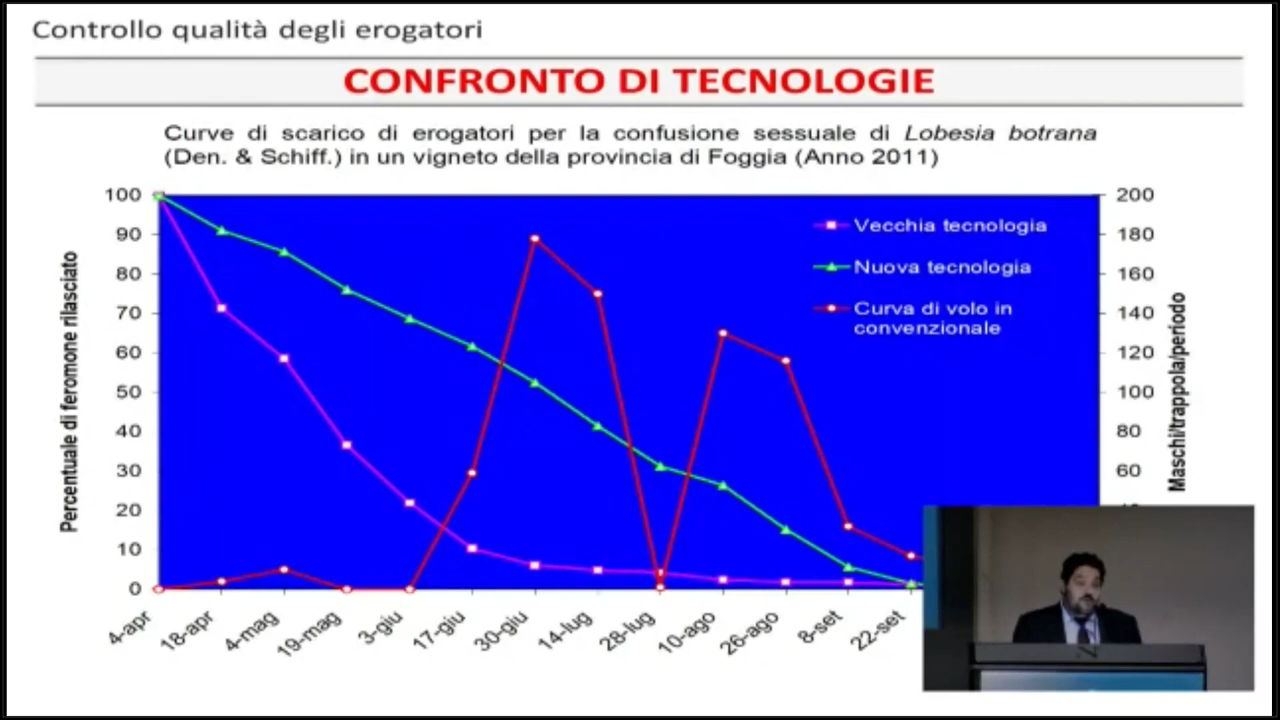 Controllo qualità degli erogatori
CONFRONTO DI TECNOLOGIE
Curve di scarico di erogatori per la confusione sessuale di Lobesia botrana
(Den. & Schiff.) in un vigneto della provincia di Foggia (Anno 2011)
Percentuale di feromone rilasciato
100
90
80
70
60
50
40
30
20
10
0
Vecchia tecnologia
Nuova tecnologia
Curva di volo in
convenzionale
200
180
160
140
120
100
80
60
Maschi/trappola/periodo
4-apr
18-apr
4-mag
19-mag
3-giu
17-giu
30-giu
14-lug
28-lug
10-ago
26-ago
8-set
22-set